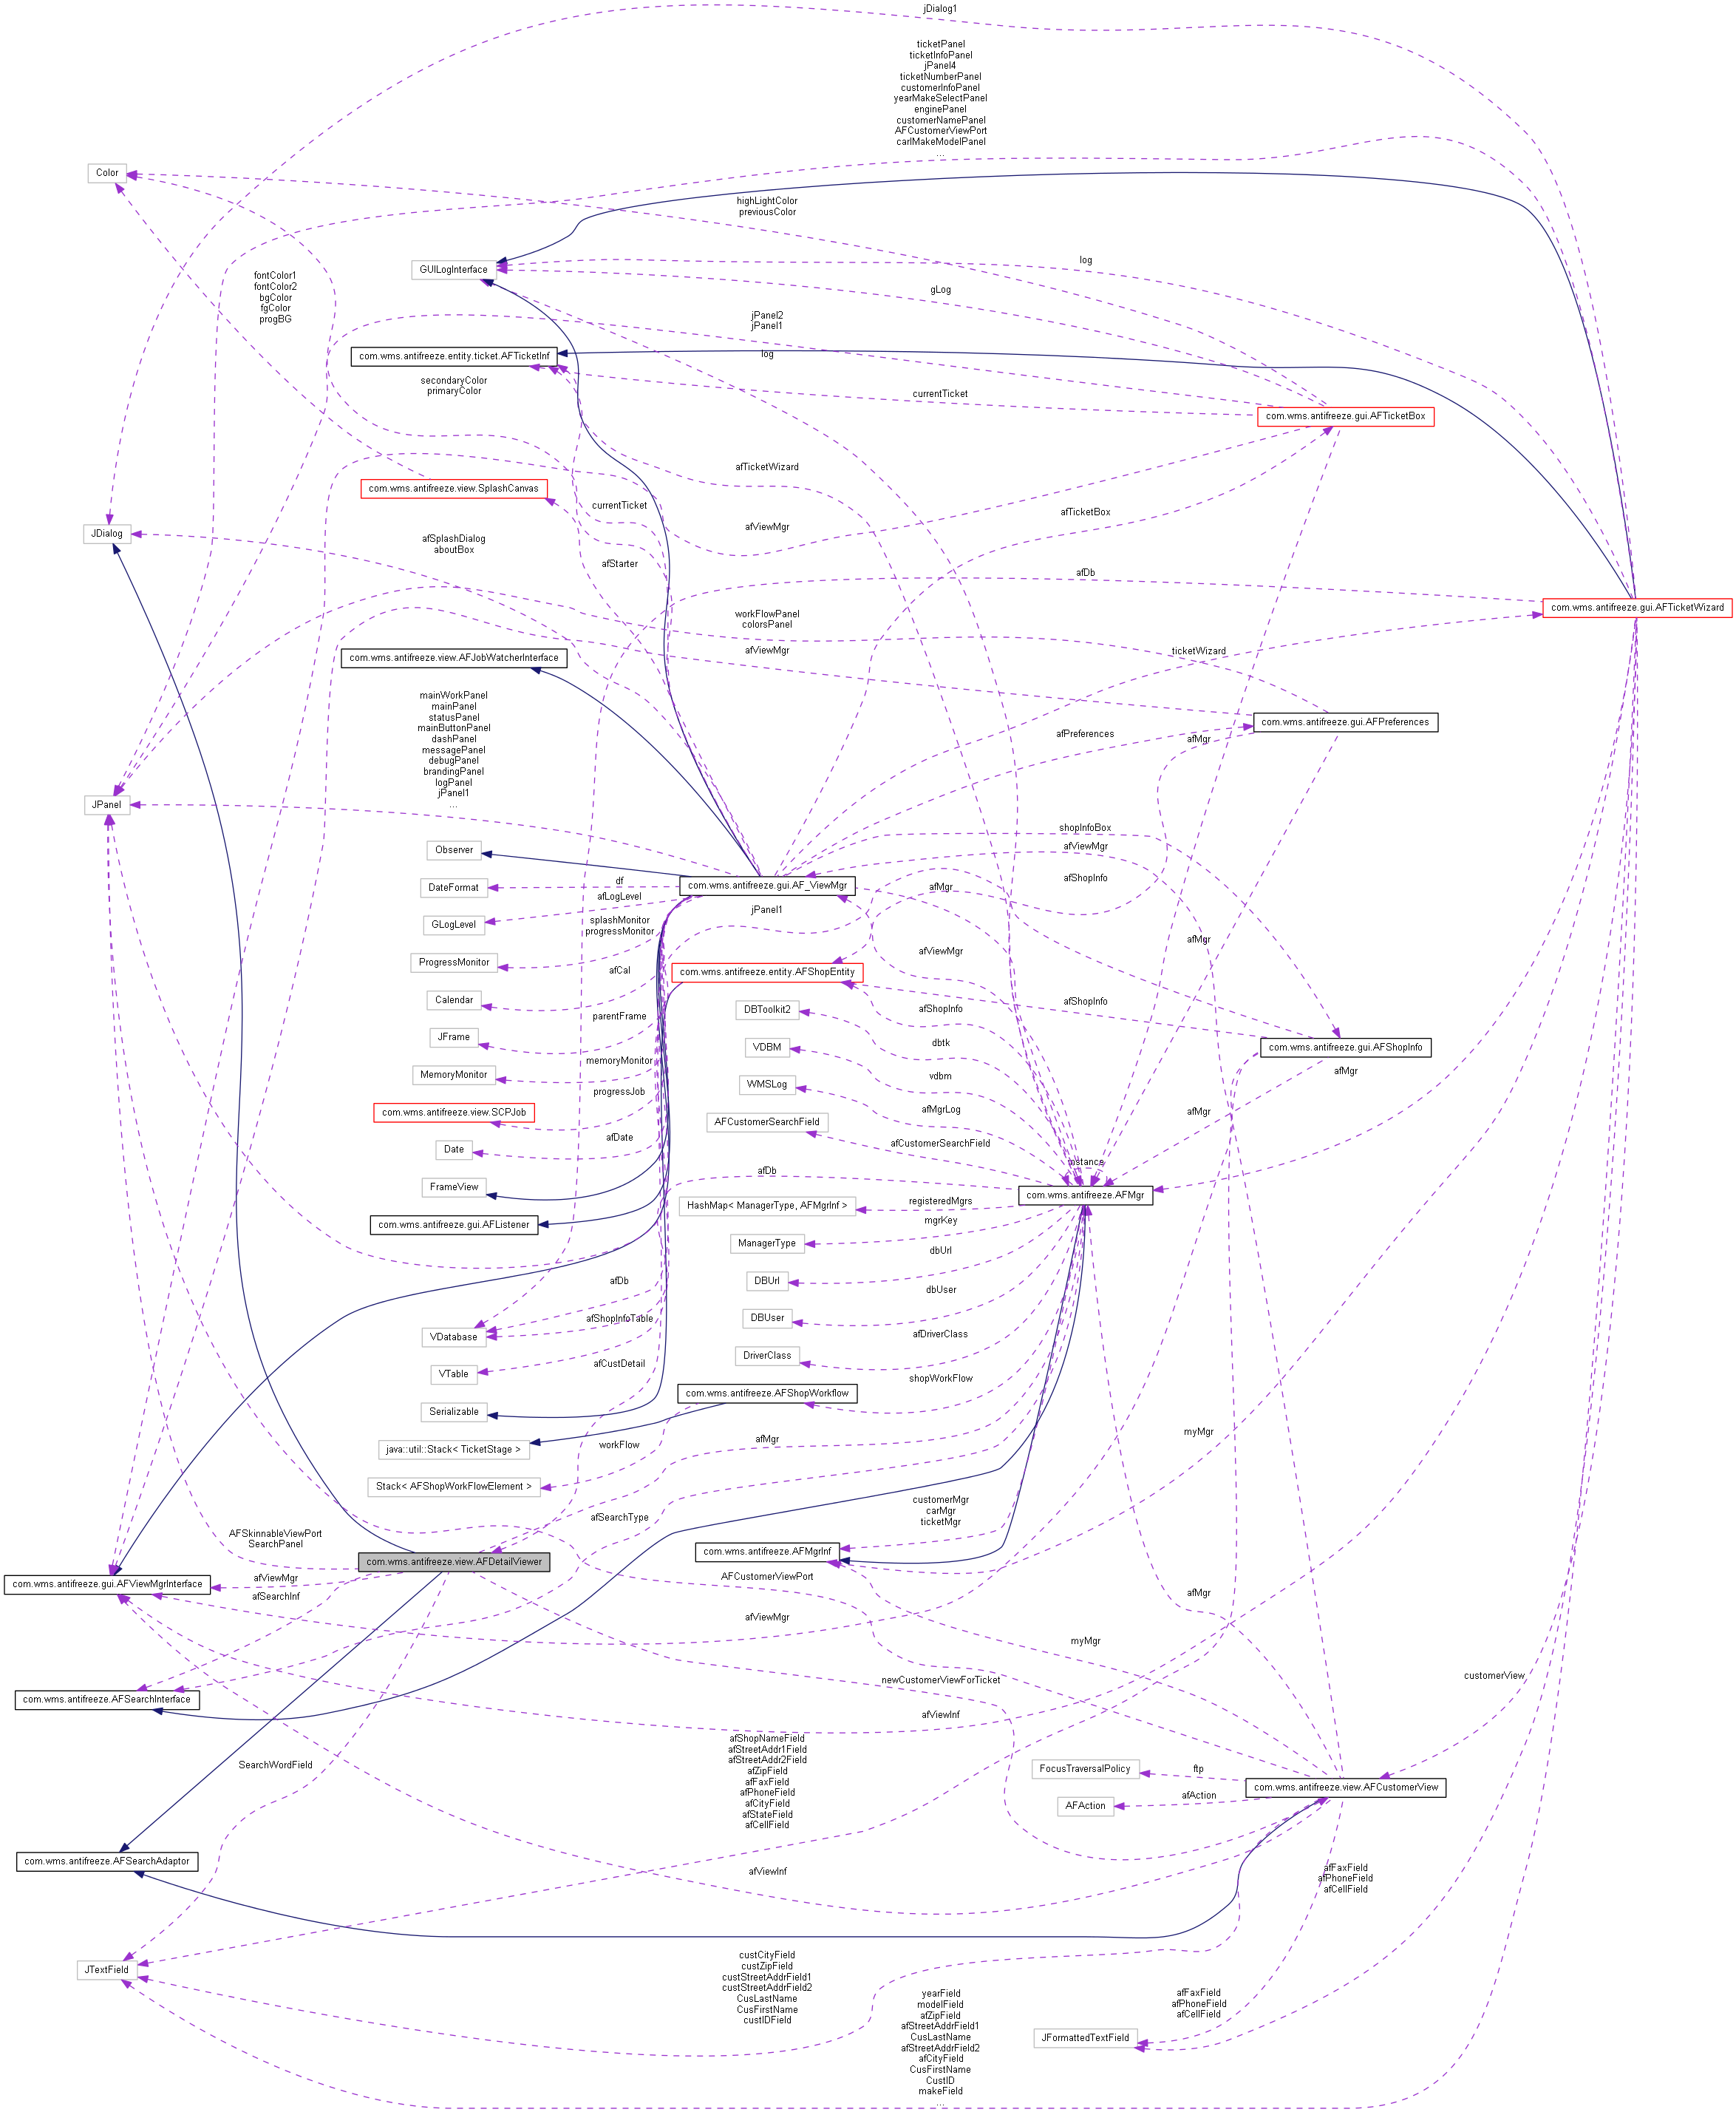 jDialog1
ticketPanel
ticketInfoPanel
jPanel4
ticketNumberPanel
customerInfoPanel
yearMakeSelectPanel
enginePanel
customerNamePanel
AFCustomerViewPort
carlMakeModelPanel
...
Color
highLightColor
previousColor
GUILogInterface
log
fontColor1
fontColor2
bgColor
fgColor
progBG
gLog
jPanel2
jPanel1
com.wms.antifreeze.entity.ticket.AFTicketInf
log
secondaryColor
primaryColor
currentTicket
com.wms.antifreeze.gui.AFTicketBox
afTicketWizard
com.wms.antifreeze.view.SplashCanvas
currentTicket
afTicketBox
JDialog
afSplashDialog
aboutBox
afViewMgr
afStarter
afDb
com.wms.antifreeze.gui.AFTicketWizard
workFlowPanel
colorsPanel
com.wms.antifreeze.view.AFJobWatcherInterface
afViewMgr
ticketWizard
mainWorkPanel
mainPanel
statusPanel
mainButtonPanel
dashPanel
messagePanel
debugPanel
brandingPanel
logPanel
jPanel1
...
com.wms.antifreeze.gui.AFPreferences
afPreferences
afMgr
JPanel
shopInfoBox
Observer
afViewMgr
DateFormat
df
com.wms.antifreeze.gui.AF_ViewMgr
afMgr
afShopInfo
afLogLevel
GLogLevel
splashMonitor
progressMonitor
jPanel1
afMgr
ProgressMonitor
afViewMgr
afCal
com.wms.antifreeze.entity.AFShopEntity
Calendar
DBToolkit2
afShopInfo
afShopInfo
parentFrame
JFrame
dbtk
VDBM
com.wms.antifreeze.gui.AFShopInfo
memoryMonitor
MemoryMonitor
vdbm
afMgr
WMSLog
progressJob
com.wms.antifreeze.view.SCPJob
afMgrLog
afMgr
AFCustomerSearchField
afDate
Date
afCustomerSearchField
afDb
FrameView
com.wms.antifreeze.AFMgr
HashMap< ManagerType, AFMgrInf >
registeredMgrs
com.wms.antifreeze.gui.AFListener
mgrKey
ManagerType
myMgr
dbUrl
afDb
DBUrl
dbUser
afShopInfoTable
DBUser
VDatabase
afDriverClass
DriverClass
afCustDetail
VTable
shopWorkFlow
com.wms.antifreeze.AFShopWorkflow
Serializable
java::util::Stack< TicketStage >
workFlow
afMgr
Stack< AFShopWorkFlowElement >
afSearchType
customerMgr
carMgr
ticketMgr
AFSkinnableViewPort
SearchPanel
com.wms.antifreeze.view.AFDetailViewer
com.wms.antifreeze.AFMgrInf
com.wms.antifreeze.gui.AFViewMgrInterface
afViewMgr
afSearchInf
AFCustomerViewPort
afMgr
afViewMgr
myMgr
newCustomerViewForTicket
customerView
com.wms.antifreeze.AFSearchInterface
afViewInf
SearchWordField
afShopNameField
afStreetAddr1Field
afStreetAddr2Field
afZipField
afFaxField
afPhoneField
afCityField
afStateField
afCellField
FocusTraversalPolicy
ftp
com.wms.antifreeze.view.AFCustomerView
AFAction
afAction
com.wms.antifreeze.AFSearchAdaptor
afViewInf
afFaxField
afPhoneField
afCellField
JTextField
custCityField
custZipField
custStreetAddrField1
custStreetAddrField2
CusLastName
CusFirstName
custIDField
yearField
modelField
afZipField
afStreetAddrField1
CusLastName
afStreetAddrField2
afCityField
CusFirstName
CustID
makeField
...
JFormattedTextField
afFaxField
afPhoneField
afCellField